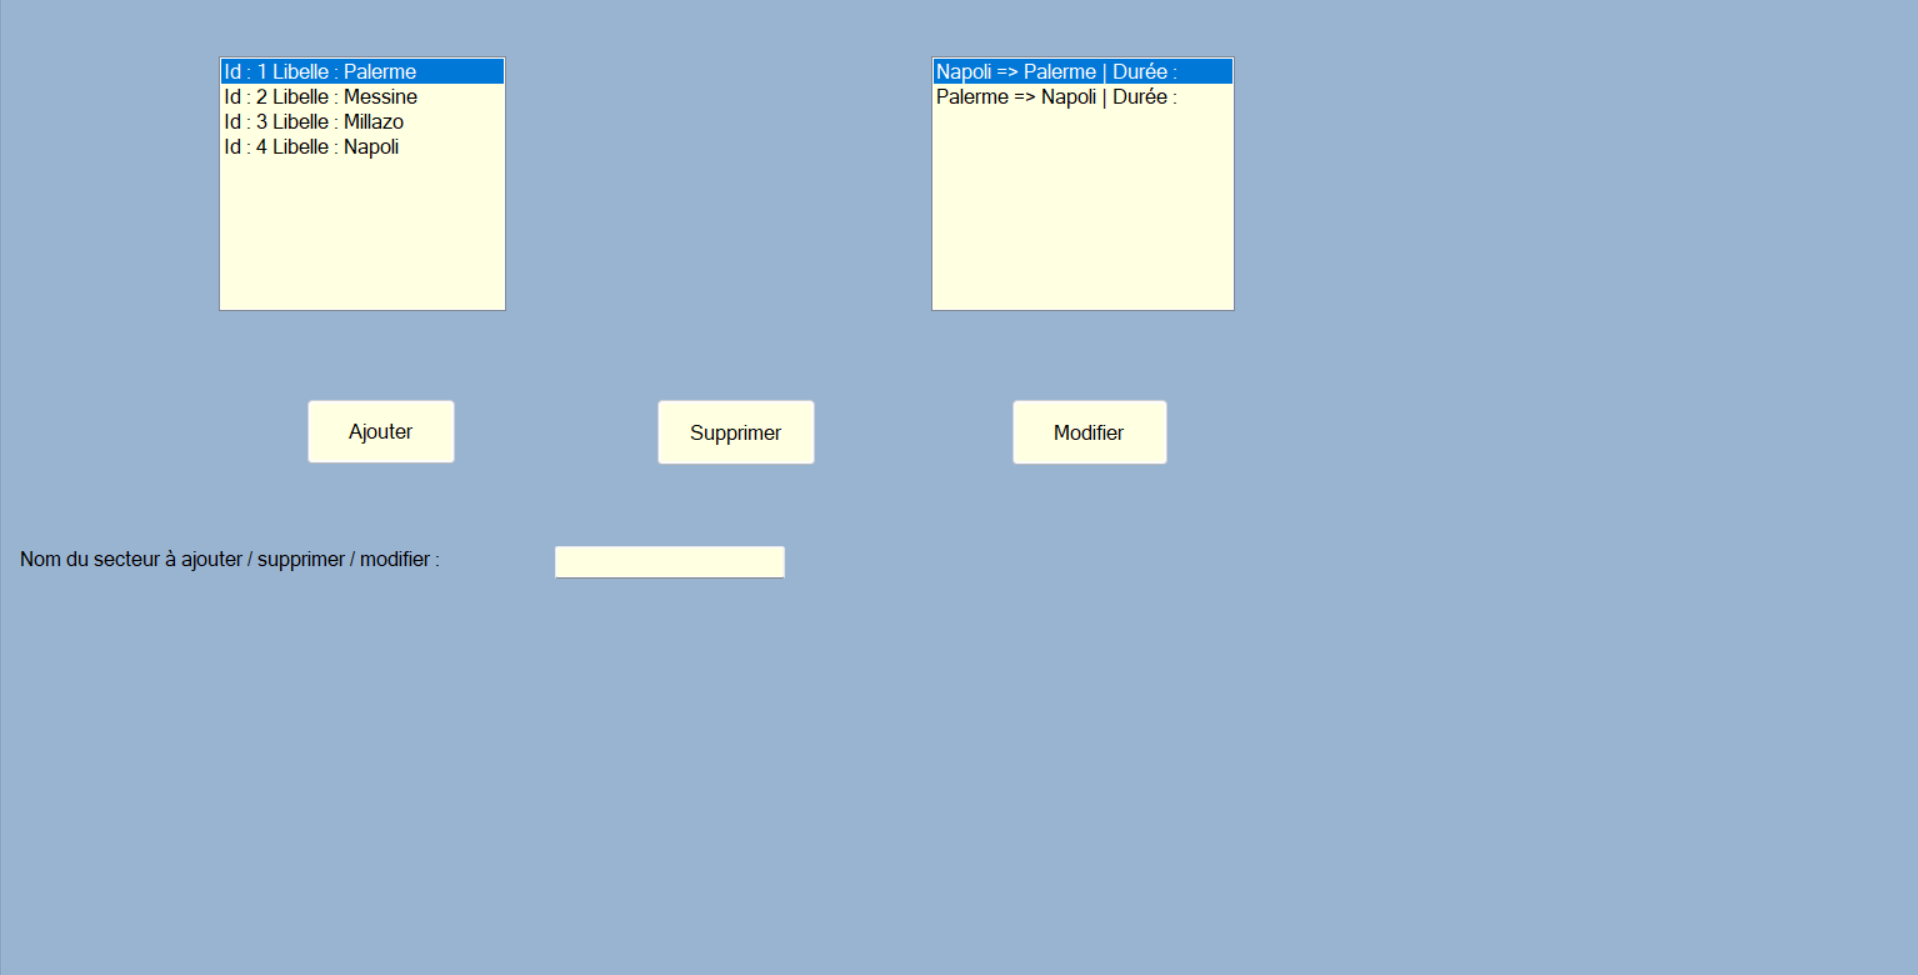 Id : 1 Libelle : Palerme
Id : 2 Libelle : Messine
Id : 3 Libelle : Millazo
Id : 4 Libelle : Napoli
Napoli => Palerme | Durée :
Palerme => Napoli | Durée :
Ajouter
Supprimer
Modifier
Nom du secteur à ajouter / supprimer / modifier :